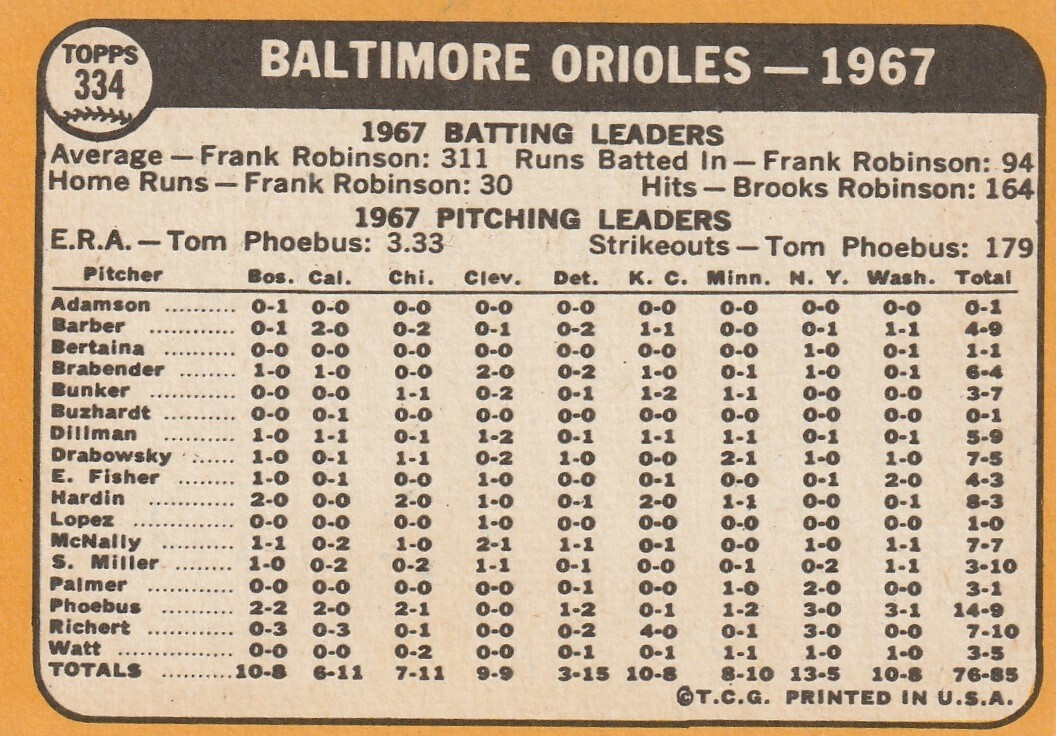 TOPPS
334
BALTIMORE ORIOLES — 1967
1967 BATTING LEADERS
Average — Frank Robinson: 311 Runs Batted In — Frank Robinson: 94
Home Runs — Frank Robinson: 30 Hits — Brooks Robinson: 164
1967 PITCHING LEADERS
E.R.A. — Tom Phoebus: 3.33 Strikeouts — Tom Phoebus: 179
Pitcher Bos. Cal. Chi. Clev. Det. K. C. Minn. N. Y. Wash. Total
Adamson .......... 0-1 0-0 0-0 0-0 0-0 0-0 0-0 0-0 0-0 0-1
Barber ........... 0-1 2-0 0-2 0-1 0-2 1-1 0-0 0-1 1-1 4-9
Bertaina .......... 0-0 0-0 0-0 0-0 0-0 0-0 0-0 1-0 0-1 1-1
Brabender ........ 1-0 1-0 0-0 2-0 0-2 1-0 0-1 1-0 0-1 6-4
Bunker ........... 0-0 0-0 1-1 0-2 0-1 1-2 1-1 0-0 0-0 3-7
Buzhardt .......... 0-0 0-1 0-0 0-0 0-0 0-0 0-0 0-0 0-0 0-1
Dillman .......... 1-0 1-1 0-1 1-2 0-1 1-1 1-1 0-1 0-1 5-9
Drabowsky ...... 1-0 0-1 1-1 0-2 1-0 0-0 2-1 1-0 1-0 7-5
E. Fisher ......... 1-0 0-1 0-0 1-0 0-0 0-1 0-0 0-1 2-0 4-3
Hardin ........... 2-0 0-0 2-0 1-0 0-1 2-0 1-1 0-0 0-1 8-3
Lopez ............ 0-0 0-0 0-0 1-0 0-0 0-0 0-0 0-0 0-0 1-0
McNally .......... 1-1 0-2 1-0 2-1 1-1 0-1 0-0 1-0 1-1 7-7
S. Miller ........ 1-0 0-2 0-2 1-1 0-1 0-0 0-1 0-2 1-1 3-10
Palmer ........... 0-0 0-0 0-0 0-0 0-1 0-0 1-0 2-0 0-0 3-1
Phoebus .......... 2-2 2-0 2-1 0-0 1-2 0-1 1-2 3-0 3-1 14-9
Richert ........... 0-3 0-3 0-1 0-0 0-2 4-0 0-1 3-0 0-0 7-10
Watt ............. 0-0 0-0 0-2 0-0 0-1 0-1 1-1 1-0 1-0 3-5
TOTALS .......... 10-8 6-11 7-11 9-9 3-15 10-8 8-10 13-5 10-8 76-85
©T.C.G. PRINTED IN U.S.A.